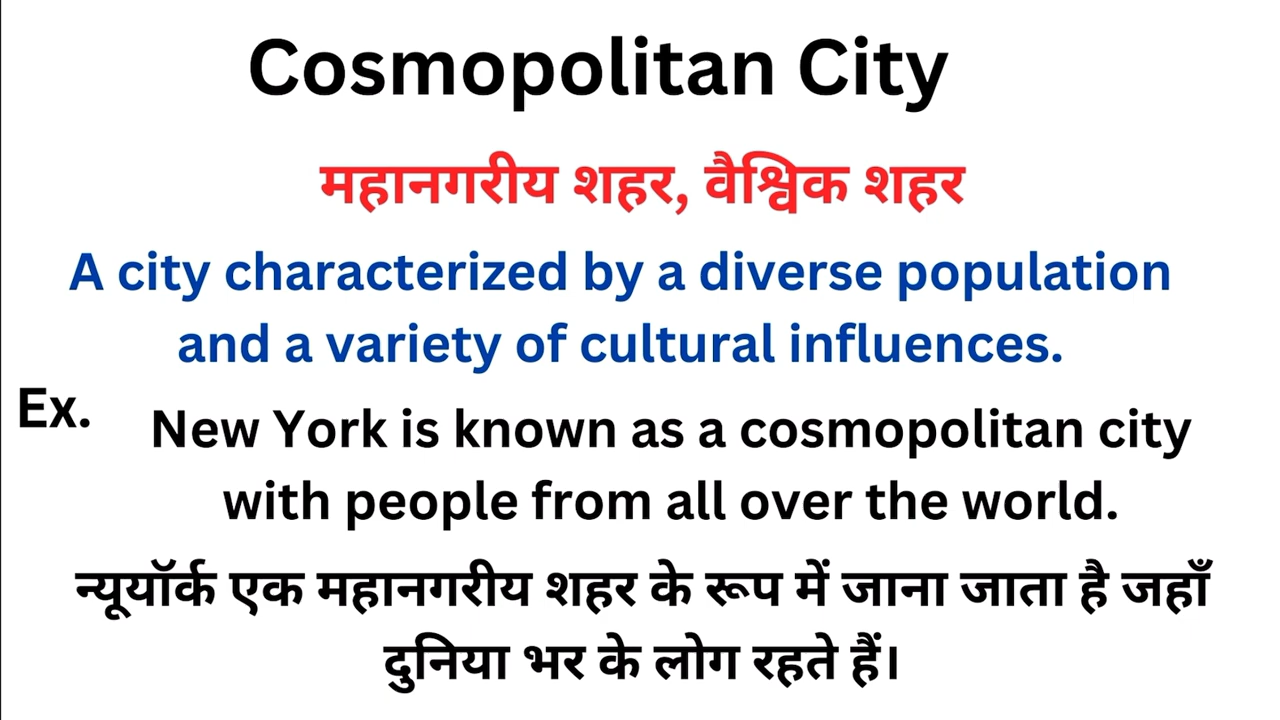 Cosmopolitan City
महानगरीय शहर, वैश्विक शहर
A city characterized by a diverse population
and a variety of cultural influences.
Ex.
New York is known as a cosmopolitan city
with people from all over the world.
न्यूयॉर्क एक महानगरीय शहर के रूप में जाना जाता है जहाँ
दुनिया भर के लोग रहते हैं।